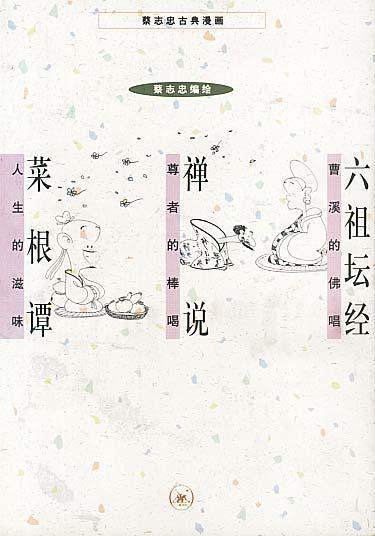 蔡志忠古典漫画
蔡志忠编绘
六祖坛经
曹溪的佛唱
禅说
尊者的棒喝
菜根谭
人生的滋味